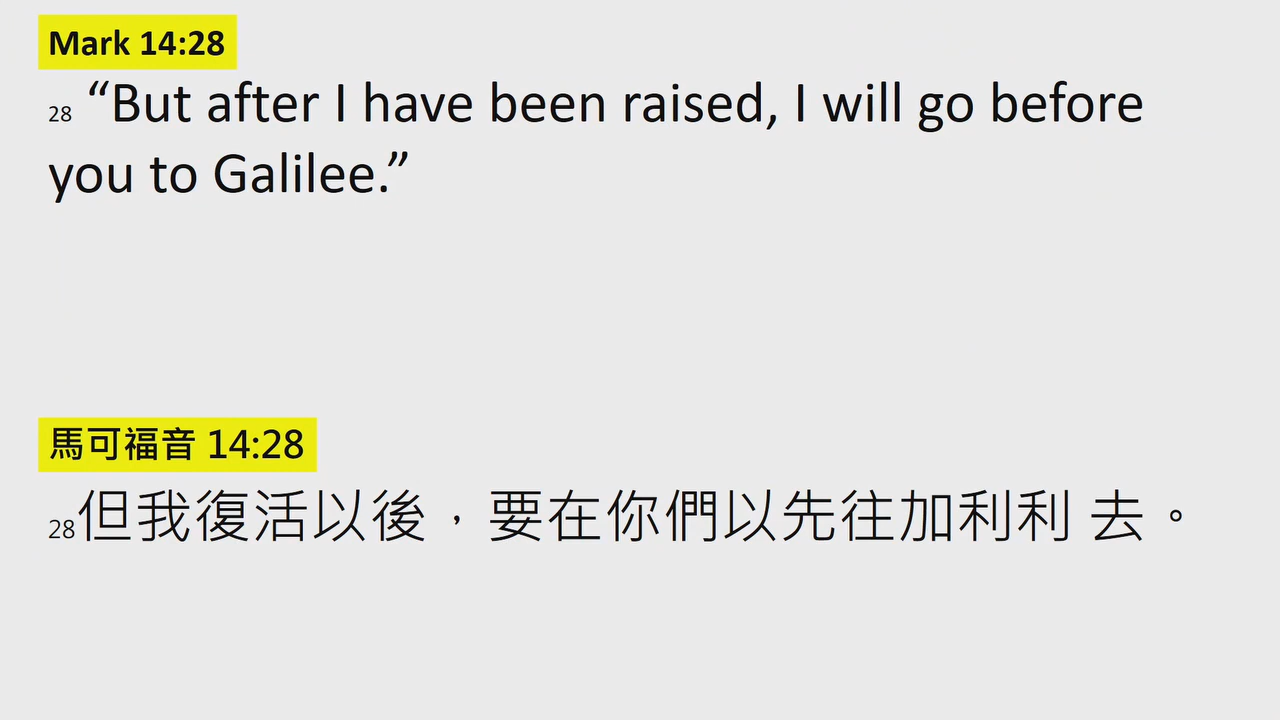 Mark 14:28
28 “But after I have been raised, I will go before
you to Galilee.”
馬可福音 14:28
28但我復活以後，要在你們以先往加利利 去。